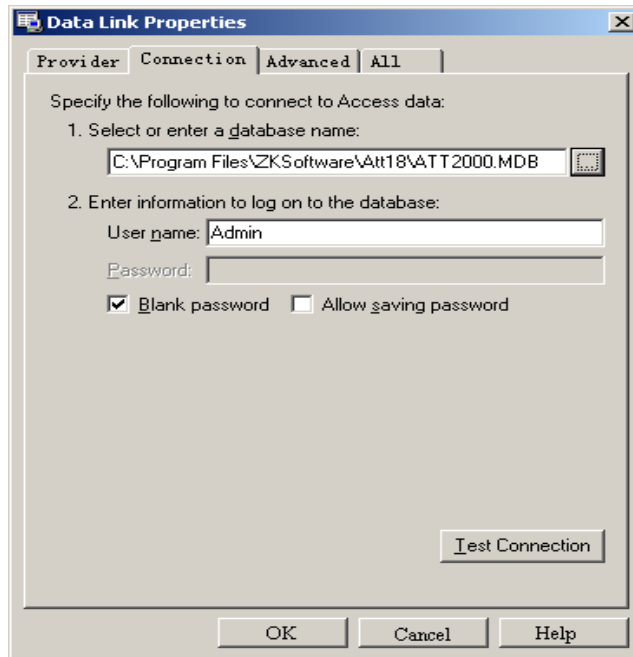 Data Link Properties
Provider Connection Advanced All
Specify the following to connect to Access data:
1. Select or enter a database name:
C:\Program Files\ZKSoftware\Att18\ATT2000.MDB ...
2. Enter information to log on to the database:
User name: Admin
Password:
Blank password Allow saving password
Test Connection
OK Cancel Help